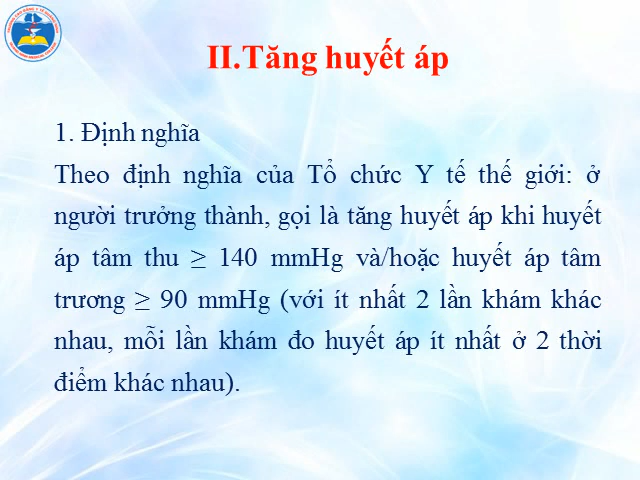 II.Tăng huyết áp
1. Định nghĩa
Theo định nghĩa của Tổ chức Y tế thế giới: ở
người trưởng thành, gọi là tăng huyết áp khi huyết
áp tâm thu ≥ 140 mmHg và/hoặc huyết áp tâm
trương ≥ 90 mmHg (với ít nhất 2 lần khám khác
nhau, mỗi lần khám đo huyết áp ít nhất ở 2 thời
điểm khác nhau).